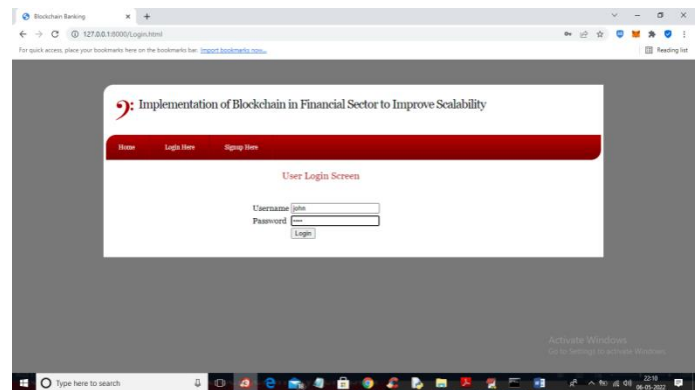 Blockchain Banking
127.0.0.1:8000/Login.html
For quick access, place your bookmarks here on the bookmarks bar. Import bookmarks now...
Reading list
Implementation of Blockchain in Financial Sector to Improve Scalability
Home Login Here Signup Here
User Login Screen
Username john
Password ••••
Login
Activate Windows
Go to Settings to activate Windows.
Type here to search
22:10
06-05-2022